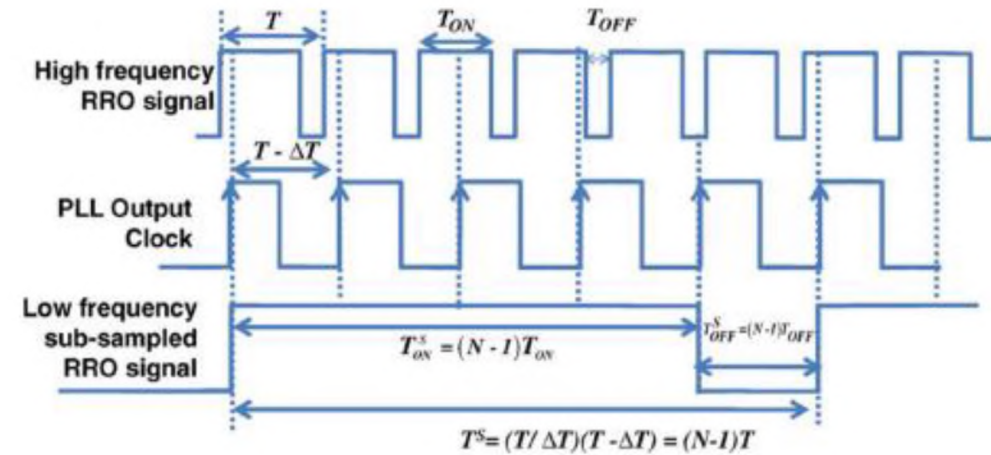 T
T_ON
T_OFF
High frequency
RRO signal
T - ΔT
PLL Output
Clock
Low frequency
sub-sampled
RRO signal
T^S_ON = (N - 1)T_ON
T^S_OFF =(N-1)T_OFF
T^S= (T/ ΔT)(T -ΔT) = (N-1)T